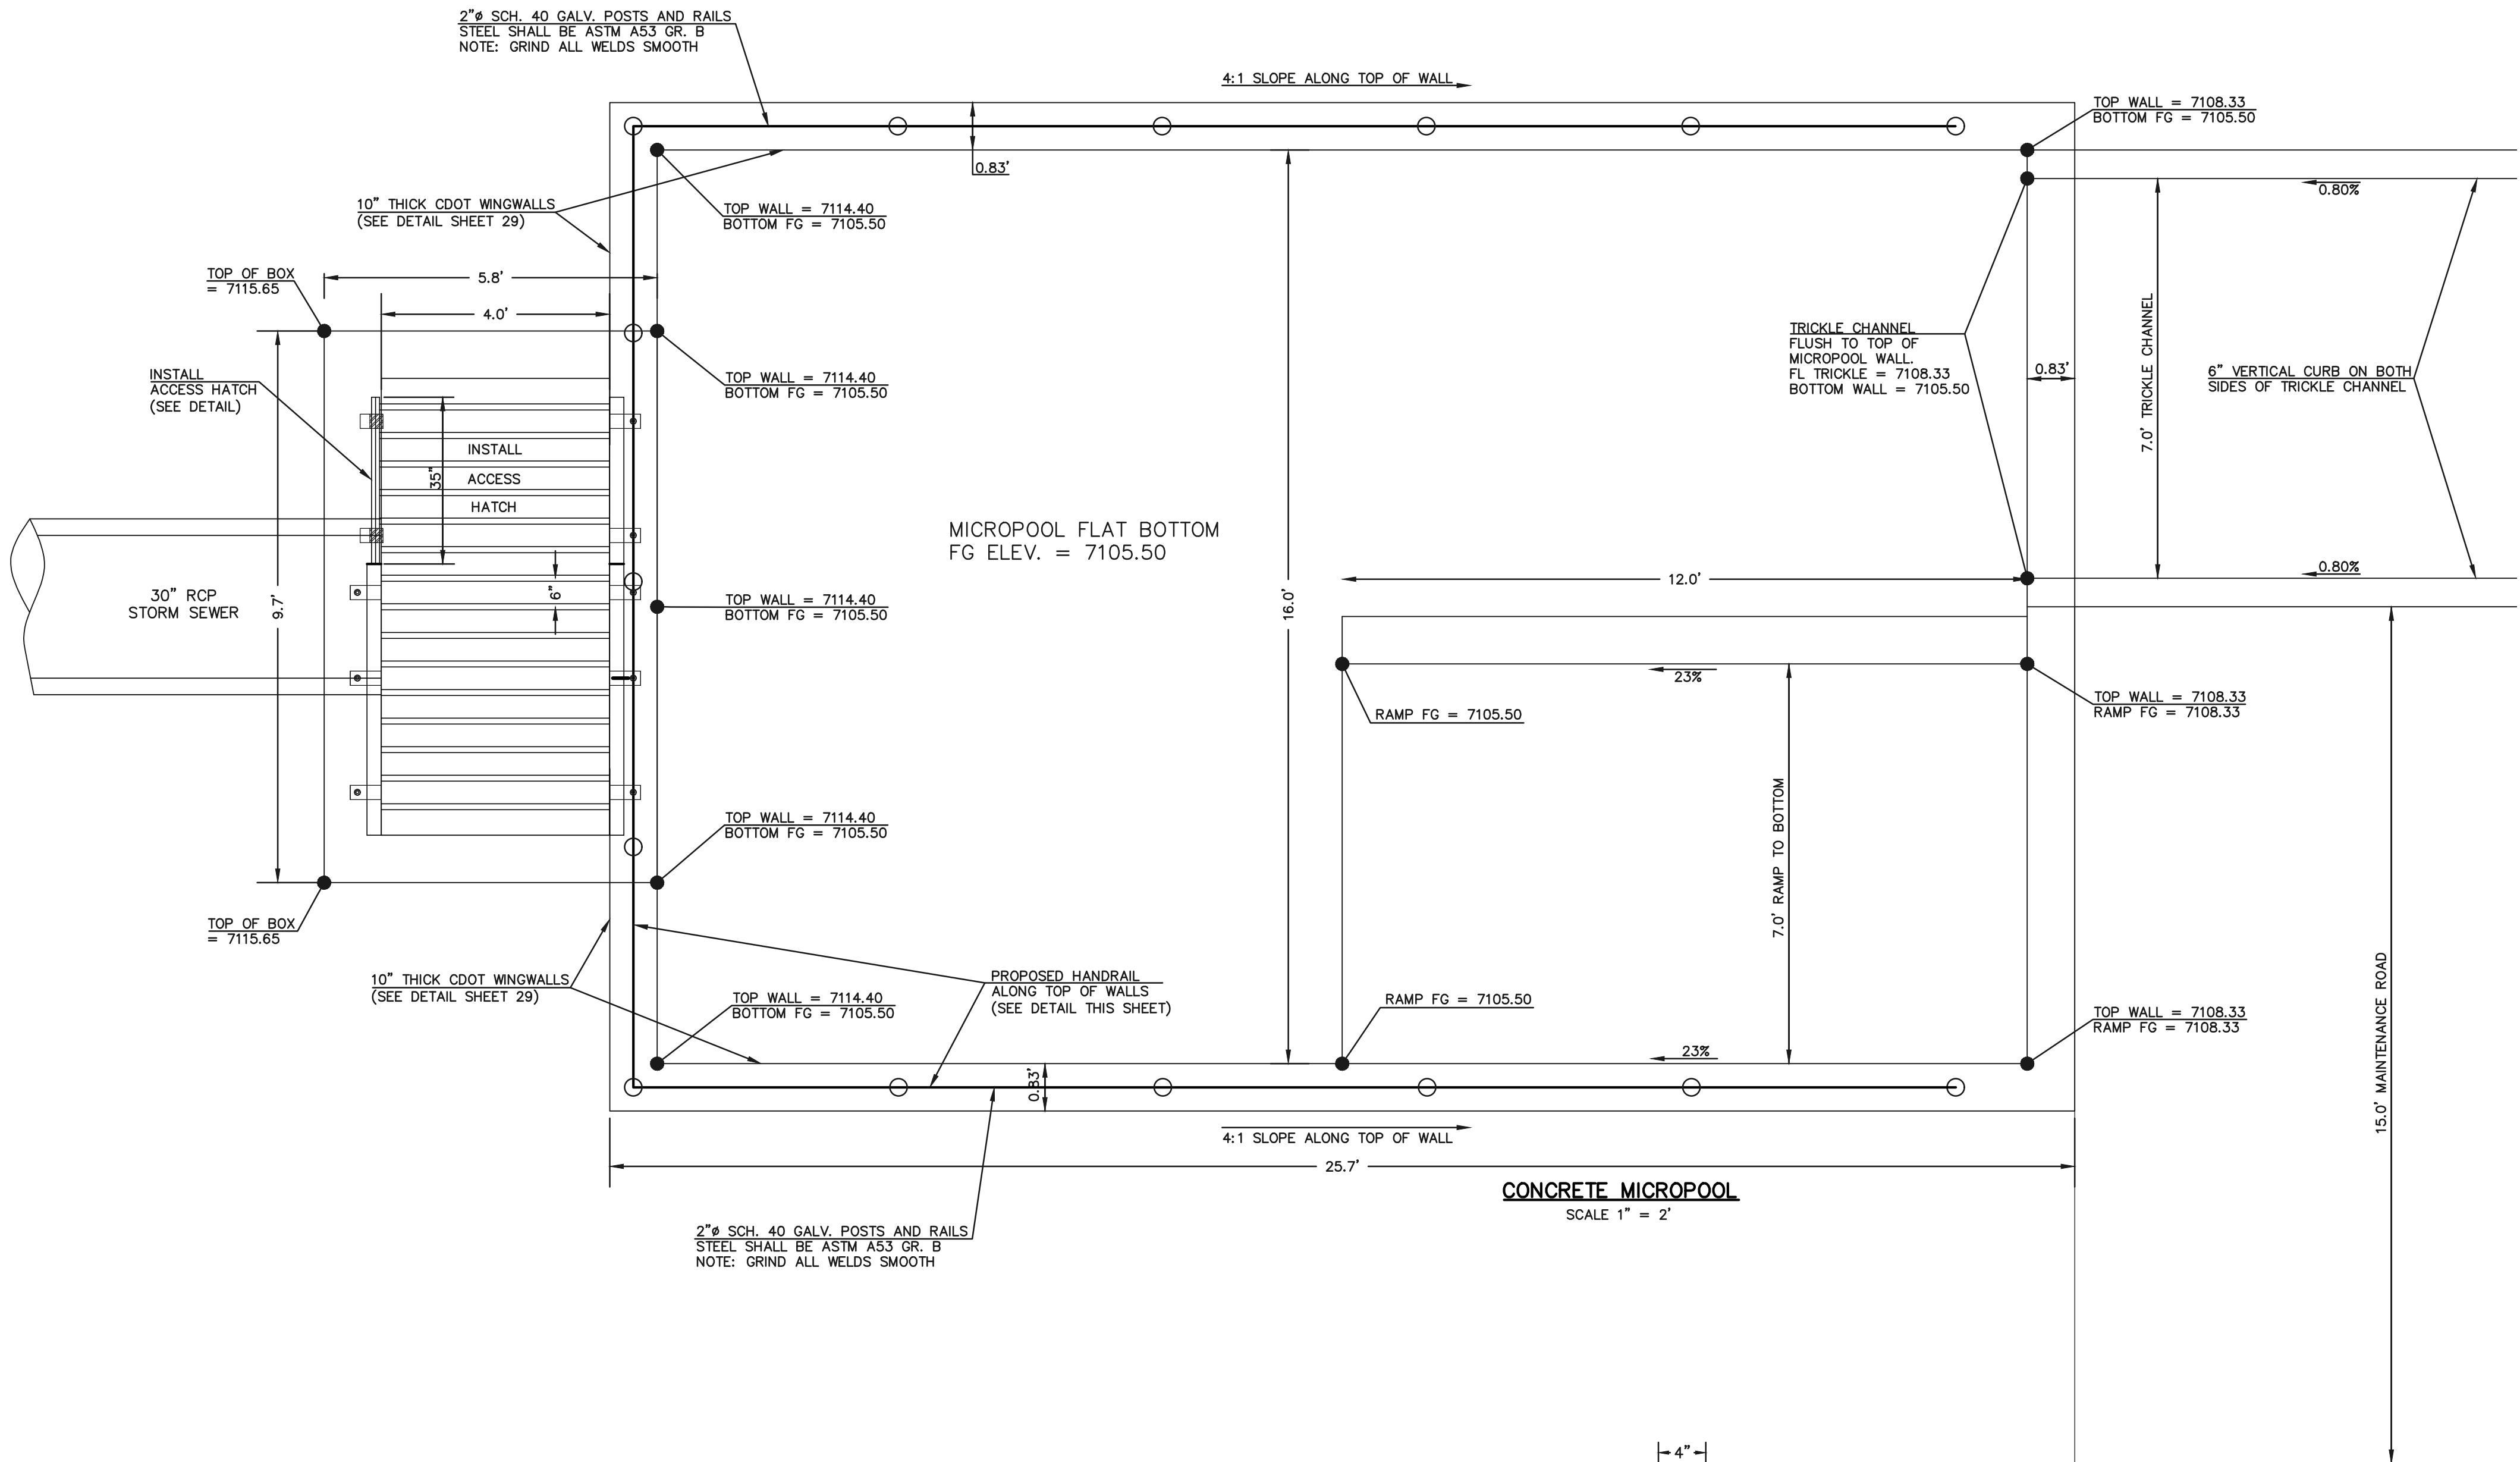 2"ø SCH. 40 GALV. POSTS AND RAILS
STEEL SHALL BE ASTM A53 GR. B
NOTE: GRIND ALL WELDS SMOOTH
4:1 SLOPE ALONG TOP OF WALL
TOP WALL = 7108.33
BOTTOM FG = 7105.50
0.83'
0.80%
10" THICK CDOT WINGWALLS
(SEE DETAIL SHEET 29)
TOP WALL = 7114.40
BOTTOM FG = 7105.50
TOP OF BOX
= 7115.65
5.8'
4.0'
INSTALL
ACCESS HATCH
(SEE DETAIL)
TOP WALL = 7114.40
BOTTOM FG = 7105.50
TRICKLE CHANNEL
FLUSH TO TOP OF
MICROPOOL WALL.
FL TRICKLE = 7108.33
BOTTOM WALL = 7105.50
0.83'
7.0' TRICKLE CHANNEL
6" VERTICAL CURB ON BOTH
SIDES OF TRICKLE CHANNEL
INSTALL
ACCESS
HATCH
35"
MICROPOOL FLAT BOTTOM
FG ELEV. = 7105.50
12.0'
0.80%
30" RCP
STORM SEWER
9.7'
6"
TOP WALL = 7114.40
BOTTOM FG = 7105.50
16.0'
23%
RAMP FG = 7105.50
TOP WALL = 7108.33
RAMP FG = 7108.33
TOP WALL = 7114.40
BOTTOM FG = 7105.50
7.0' RAMP TO BOTTOM
TOP OF BOX
= 7115.65
10" THICK CDOT WINGWALLS
(SEE DETAIL SHEET 29)
TOP WALL = 7114.40
BOTTOM FG = 7105.50
PROPOSED HANDRAIL
ALONG TOP OF WALLS
(SEE DETAIL THIS SHEET)
RAMP FG = 7105.50
TOP WALL = 7108.33
RAMP FG = 7108.33
23%
0.83'
15.0' MAINTENANCE ROAD
4:1 SLOPE ALONG TOP OF WALL
25.7'
CONCRETE MICROPOOL
SCALE 1" = 2'
2"ø SCH. 40 GALV. POSTS AND RAILS
STEEL SHALL BE ASTM A53 GR. B
NOTE: GRIND ALL WELDS SMOOTH
4"